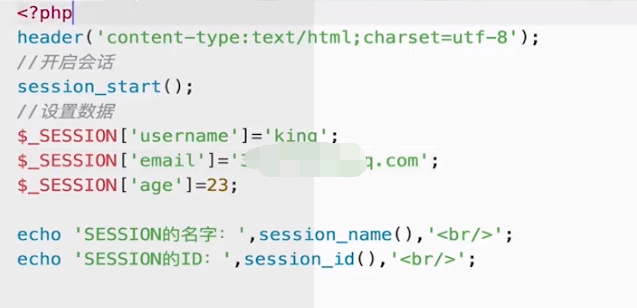 <?php
header('content-type:text/html;charset=utf-8');
//开启会话
session_start();
//设置数据
$_SESSION['username']='king';
$_SESSION['email']='3 q.com';
$_SESSION['age']=23;
echo 'SESSION的名字：',session_name(),'<br/>';
echo 'SESSION的ID：',session_id(),'<br/>';